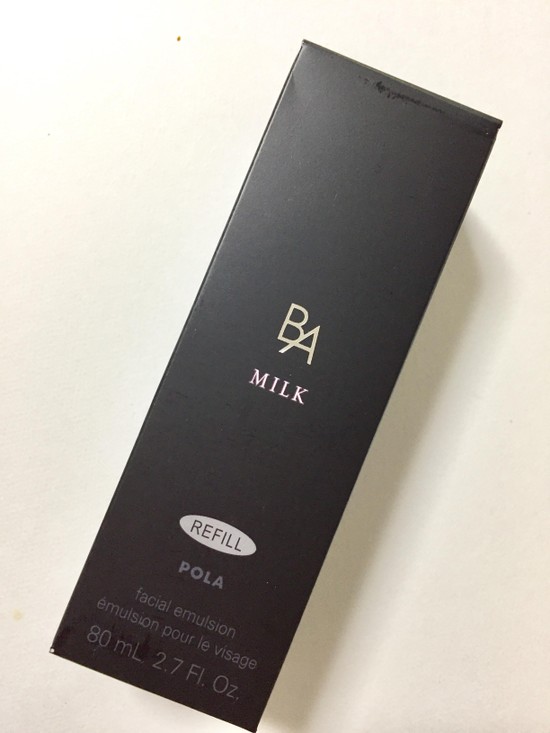 BA
MILK
REFILL
POLA
facial emulsion
émulsion pour le visage
80 mL 2.7 Fl. Oz.